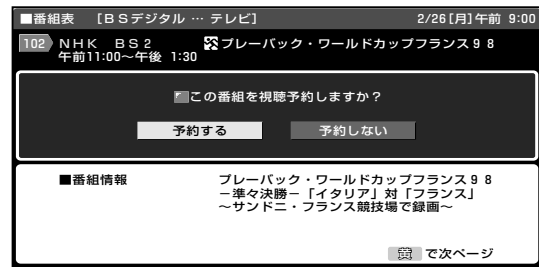 ■番組表 [BSデジタル … テレビ] 2/26[月]午前 9:00
102 NHK BS2 プレーバック・ワールドカップフランス98
午前11:00〜午後 1:30
この番組を視聴予約しますか？
予約する 予約しない
■番組情報 プレーバック・ワールドカップフランス98
−準々決勝−「イタリア」対「フランス」
〜サンドニ・フランス競技場で録画〜
黄 で次ページ